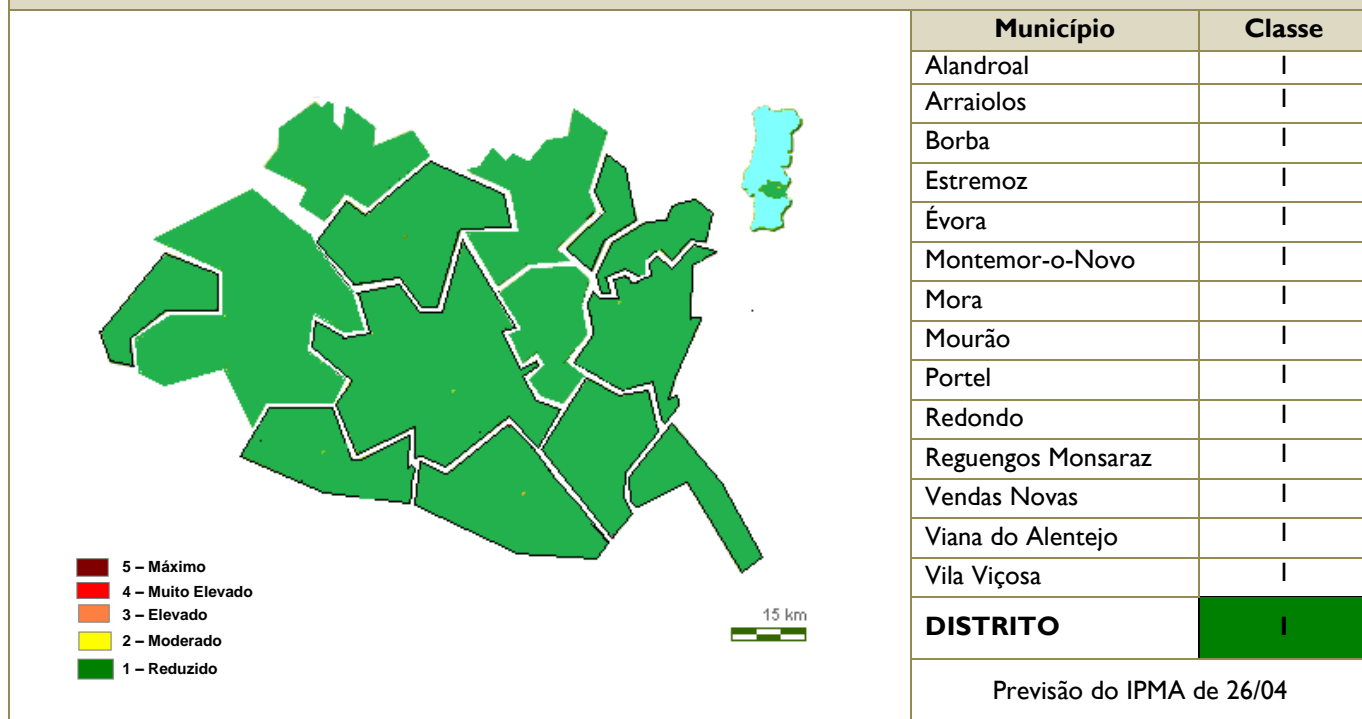 Município Classe
Alandroal 1
Arraiolos 1
Borba 1
Estremoz 1
Évora 1
Montemor-o-Novo 1
Mora 1
Mourão 1
Portel 1
Redondo 1
Reguengos Monsaraz 1
Vendas Novas 1
Viana do Alentejo 1
Vila Viçosa 1
DISTRITO 1
Previsão do IPMA de 26/04
5 – Máximo
4 – Muito Elevado
3 – Elevado
2 – Moderado
1 – Reduzido
15 km